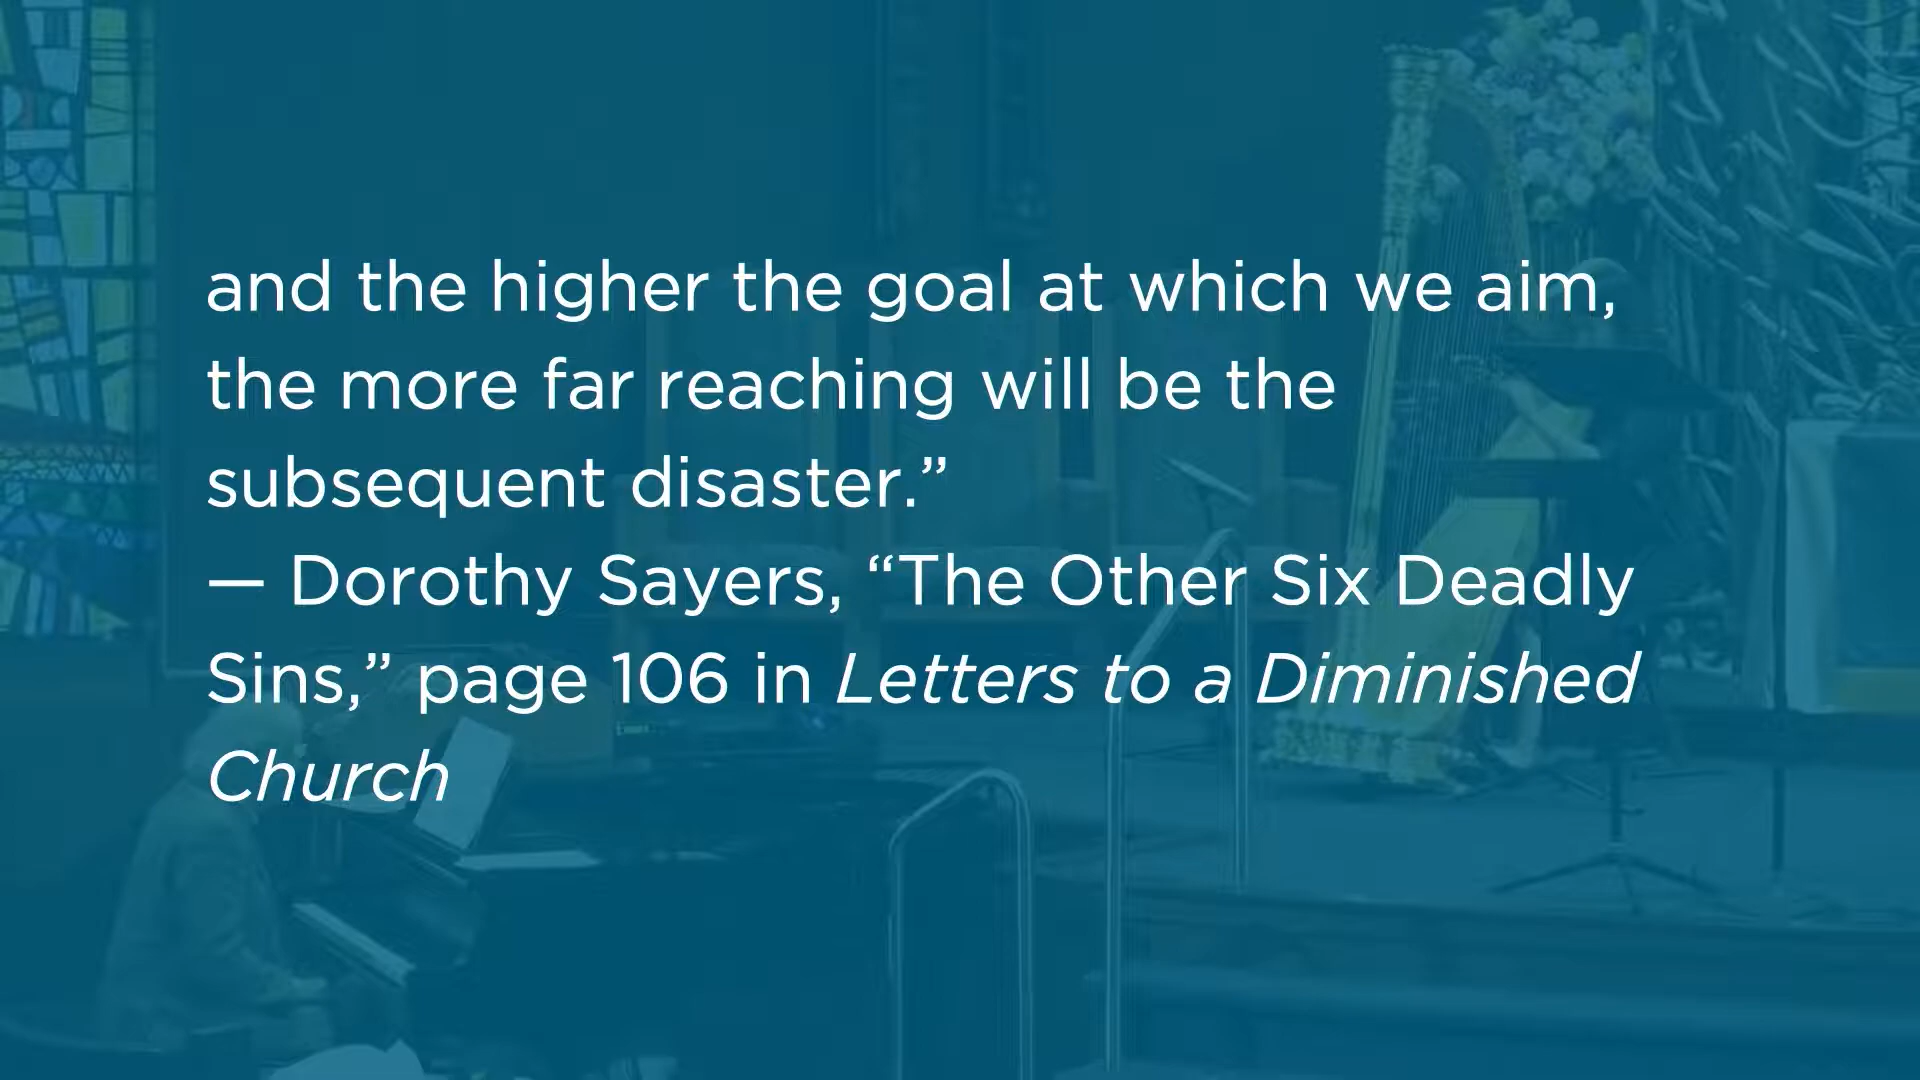 and the higher the goal at which we aim,
the more far reaching will be the
subsequent disaster.”
— Dorothy Sayers, “The Other Six Deadly
Sins,” page 106 in Letters to a Diminished
Church